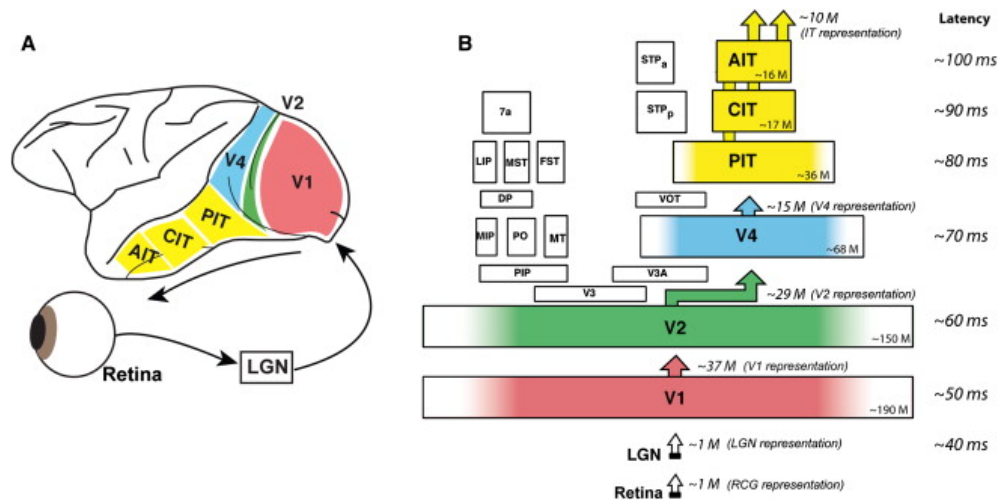 A
V2
V4
V1
PIT
CIT
AIT
Retina
LGN
B
Latency
~10 M
(IT representation)
STPa
AIT
~16 M
~100 ms
7a
STPp
CIT
~17 M
~90 ms
LIP
MST
FST
PIT
~36 M
~80 ms
DP
VOT
~15 M (V4 representation)
MIP
PO
MT
V4
~68 M
~70 ms
PIP
V3A
V3
~29 M (V2 representation)
V2
~150 M
~60 ms
~37 M (V1 representation)
V1
~190 M
~50 ms
LGN
~1 M (LGN representation)
~40 ms
Retina
~1 M (RCG representation)